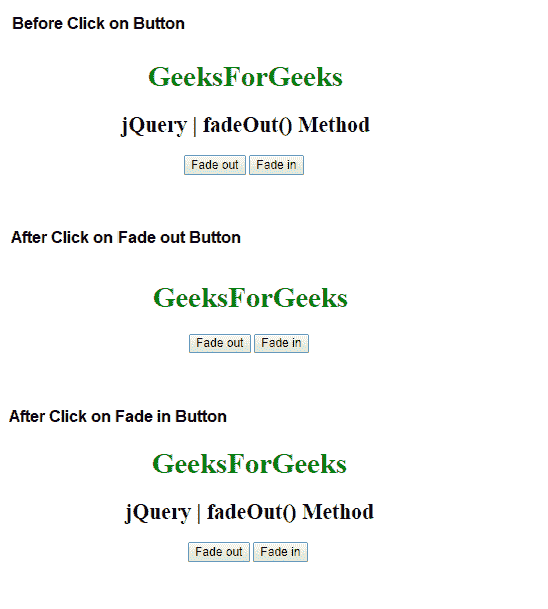 Before Click on Button
GeeksForGeeks
jQuery | fadeOut() Method
Fade out Fade in
After Click on Fade out Button
GeeksForGeeks
Fade out Fade in
After Click on Fade in Button
GeeksForGeeks
jQuery | fadeOut() Method
Fade out Fade in